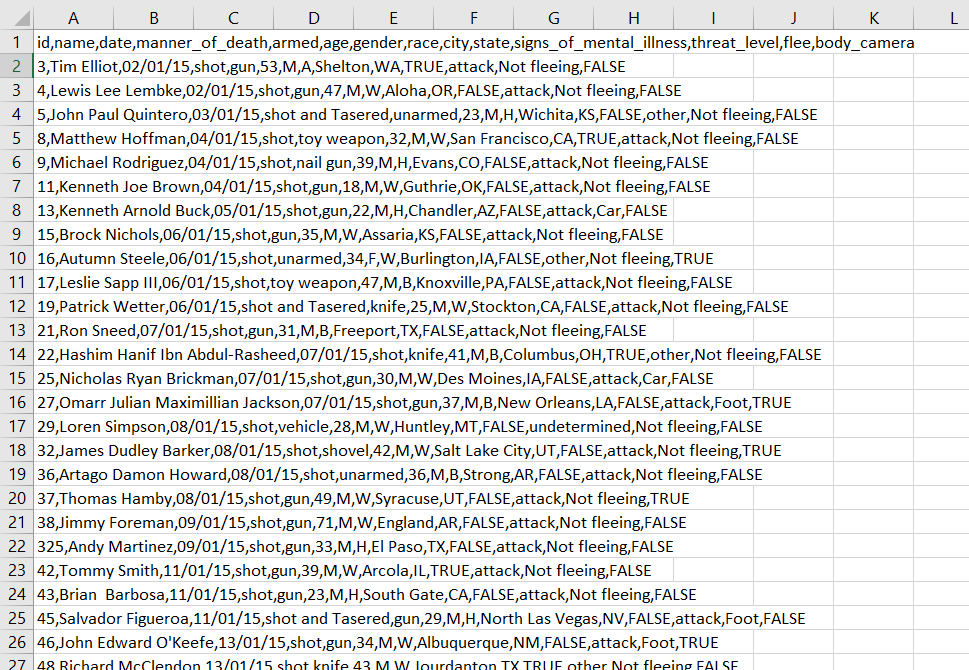 A B C D E F G H I J K L
1 id,name,date,manner_of_death,armed,age,gender,race,city,state,signs_of_mental_illness,threat_level,flee,body_camera
2 3,Tim Elliot,02/01/15,shot,gun,53,M,A,Shelton,WA,TRUE,attack,Not fleeing,FALSE
3 4,Lewis Lee Lembke,02/01/15,shot,gun,47,M,W,Aloha,OR,FALSE,attack,Not fleeing,FALSE
4 5,John Paul Quintero,03/01/15,shot and Tasered,unarmed,23,M,H,Wichita,KS,FALSE,other,Not fleeing,FALSE
5 8,Matthew Hoffman,04/01/15,shot,toy weapon,32,M,W,San Francisco,CA,TRUE,attack,Not fleeing,FALSE
6 9,Michael Rodriguez,04/01/15,shot,nail gun,39,M,H,Evans,CO,FALSE,attack,Not fleeing,FALSE
7 11,Kenneth Joe Brown,04/01/15,shot,gun,18,M,W,Guthrie,OK,FALSE,attack,Not fleeing,FALSE
8 13,Kenneth Arnold Buck,05/01/15,shot,gun,22,M,H,Chandler,AZ,FALSE,attack,Car,FALSE
9 15,Brock Nichols,06/01/15,shot,gun,35,M,W,Assaria,KS,FALSE,attack,Not fleeing,FALSE
10 16,Autumn Steele,06/01/15,shot,unarmed,34,F,W,Burlington,IA,FALSE,other,Not fleeing,TRUE
11 17,Leslie Sapp III,06/01/15,shot,toy weapon,47,M,B,Knoxville,PA,FALSE,attack,Not fleeing,FALSE
12 19,Patrick Wetter,06/01/15,shot and Tasered,knife,25,M,W,Stockton,CA,FALSE,attack,Not fleeing,FALSE
13 21,Ron Sneed,07/01/15,shot,gun,31,M,B,Freeport,TX,FALSE,attack,Not fleeing,FALSE
14 22,Hashim Hanif Ibn Abdul-Rasheed,07/01/15,shot,knife,41,M,B,Columbus,OH,TRUE,other,Not fleeing,FALSE
15 25,Nicholas Ryan Brickman,07/01/15,shot,gun,30,M,W,Des Moines,IA,FALSE,attack,Car,FALSE
16 27,Omarr Julian Maximillian Jackson,07/01/15,shot,gun,37,M,B,New Orleans,LA,FALSE,attack,Foot,TRUE
17 29,Loren Simpson,08/01/15,shot,vehicle,28,M,W,Huntley,MT,FALSE,undetermined,Not fleeing,FALSE
18 32,James Dudley Barker,08/01/15,shot,shovel,42,M,W,Salt Lake City,UT,FALSE,attack,Not fleeing,TRUE
19 36,Artago Damon Howard,08/01/15,shot,unarmed,36,M,B,Strong,AR,FALSE,attack,Not fleeing,FALSE
20 37,Thomas Hamby,08/01/15,shot,gun,49,M,W,Syracuse,UT,FALSE,attack,Not fleeing,TRUE
21 38,Jimmy Foreman,09/01/15,shot,gun,71,M,W,England,AR,FALSE,attack,Not fleeing,FALSE
22 325,Andy Martinez,09/01/15,shot,gun,33,M,H,El Paso,TX,FALSE,attack,Not fleeing,FALSE
23 42,Tommy Smith,11/01/15,shot,gun,39,M,W,Arcola,IL,TRUE,attack,Not fleeing,FALSE
24 43,Brian  Barbosa,11/01/15,shot,gun,23,M,H,South Gate,CA,FALSE,attack,Not fleeing,FALSE
25 45,Salvador Figueroa,11/01/15,shot and Tasered,gun,29,M,H,North Las Vegas,NV,FALSE,attack,Foot,FALSE
26 46,John Edward O'Keefe,13/01/15,shot,gun,34,M,W,Albuquerque,NM,FALSE,attack,Foot,TRUE
27 48,Richard McClendon,13/01/15,shot,knife,43,M,W,Jourdanton,TX,TRUE,other,Not fleeing,FALSE